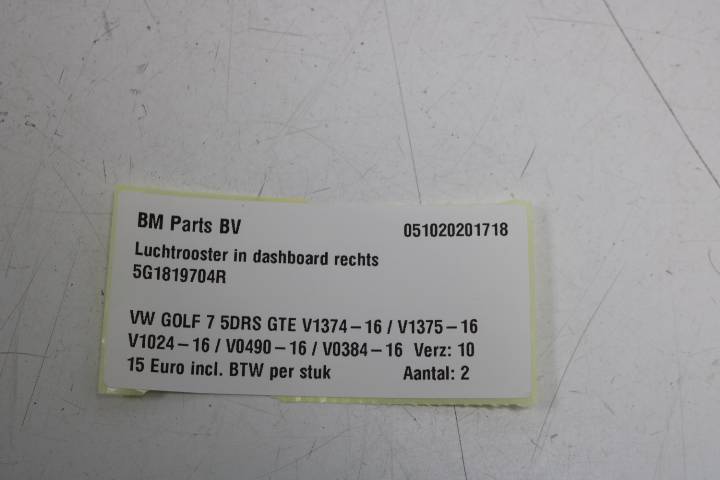 BM Parts BV 051020201718
Luchtrooster in dashboard rechts
5G1819704R
VW GOLF 7 5DRS GTE V1374-16 / V1375-16
V1024-16 / V0490-16 / V0384-16 Verz: 10
15 Euro incl. BTW per stuk Aantal: 2